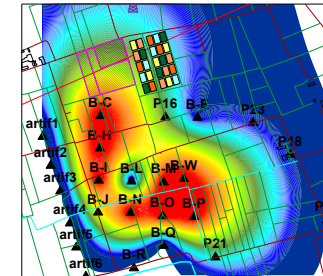 B-C
P16
B-F
P23
artif1
B-H
artif2
P18
B-I
B-L
B-M
B-W
artif3
B-J
B-N
B-O
B-P
artif4
artif5
B-Q
P21
B-R
artif6